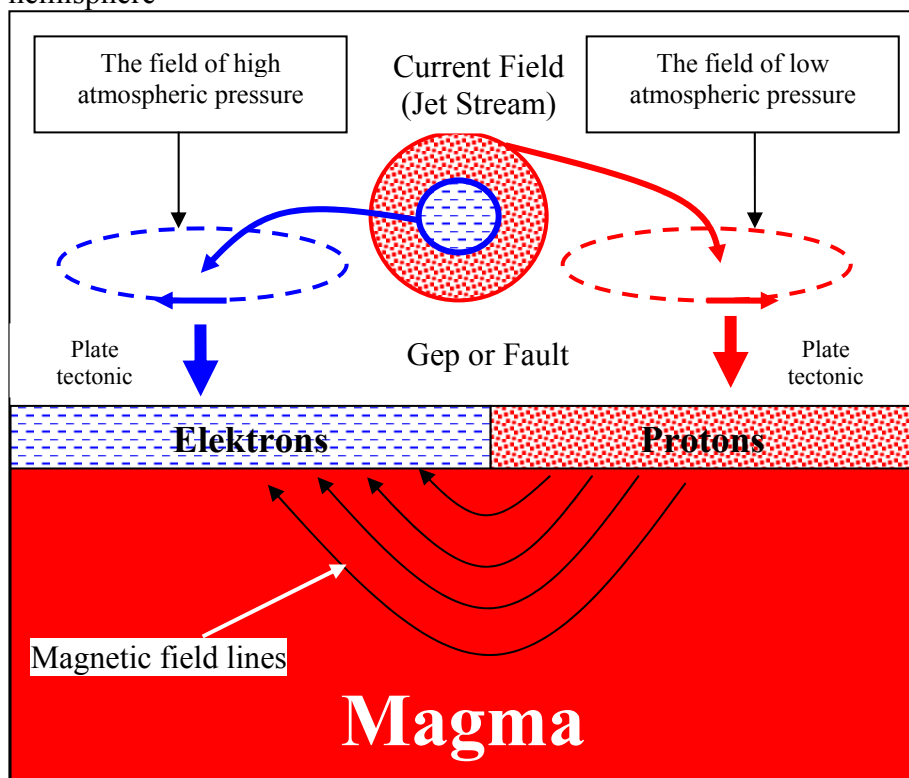 hemisphere
The field of high
atmospheric pressure
Current Field
(Jet Stream)
The field of low
atmospheric pressure
Plate
tectonic
Gep or Fault
Plate
tectonic
Elektrons
Protons
Magnetic field lines
Magma